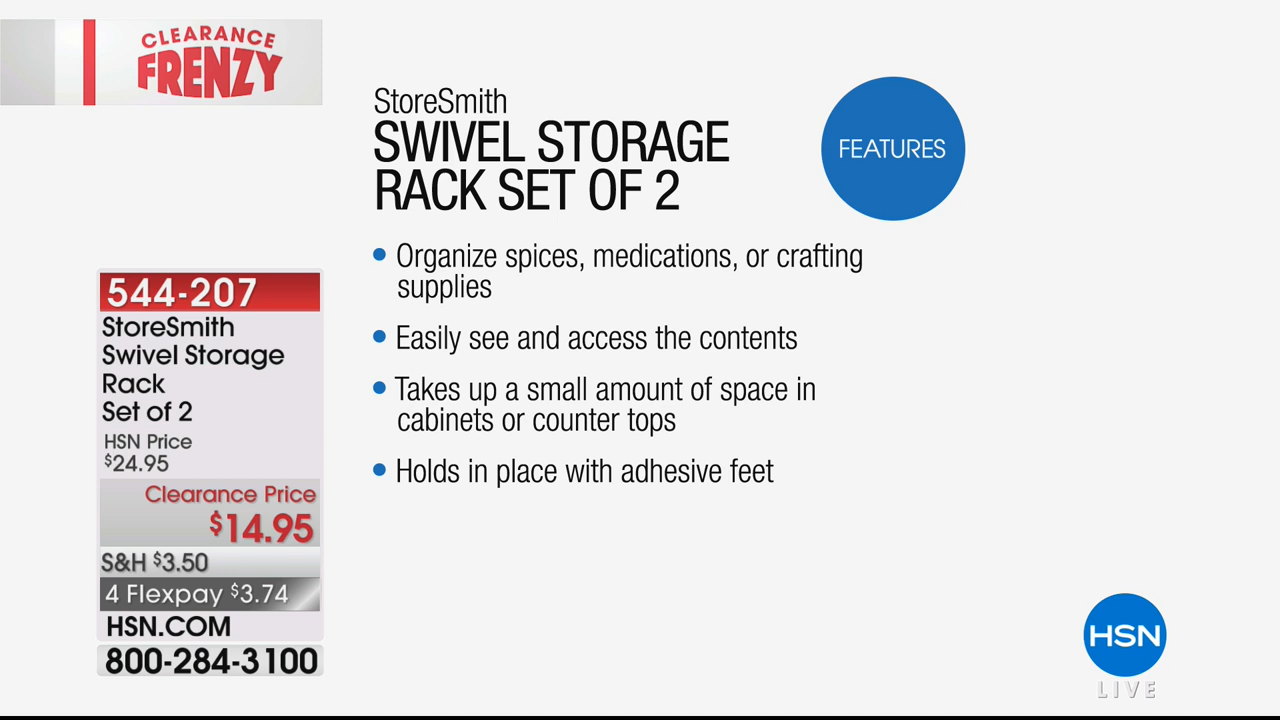 CLEARANCE
FRENZY
StoreSmith
SWIVEL STORAGE
RACK SET OF 2
FEATURES
• Organize spices, medications, or crafting
supplies
• Easily see and access the contents
• Takes up a small amount of space in
cabinets or counter tops
• Holds in place with adhesive feet
544-207
StoreSmith
Swivel Storage
Rack
Set of 2
HSN Price
$24.95
Clearance Price
$14.95
S&H $3.50
4 Flexpay $3.74
HSN.COM
800-284-3100
HSN
LIVE